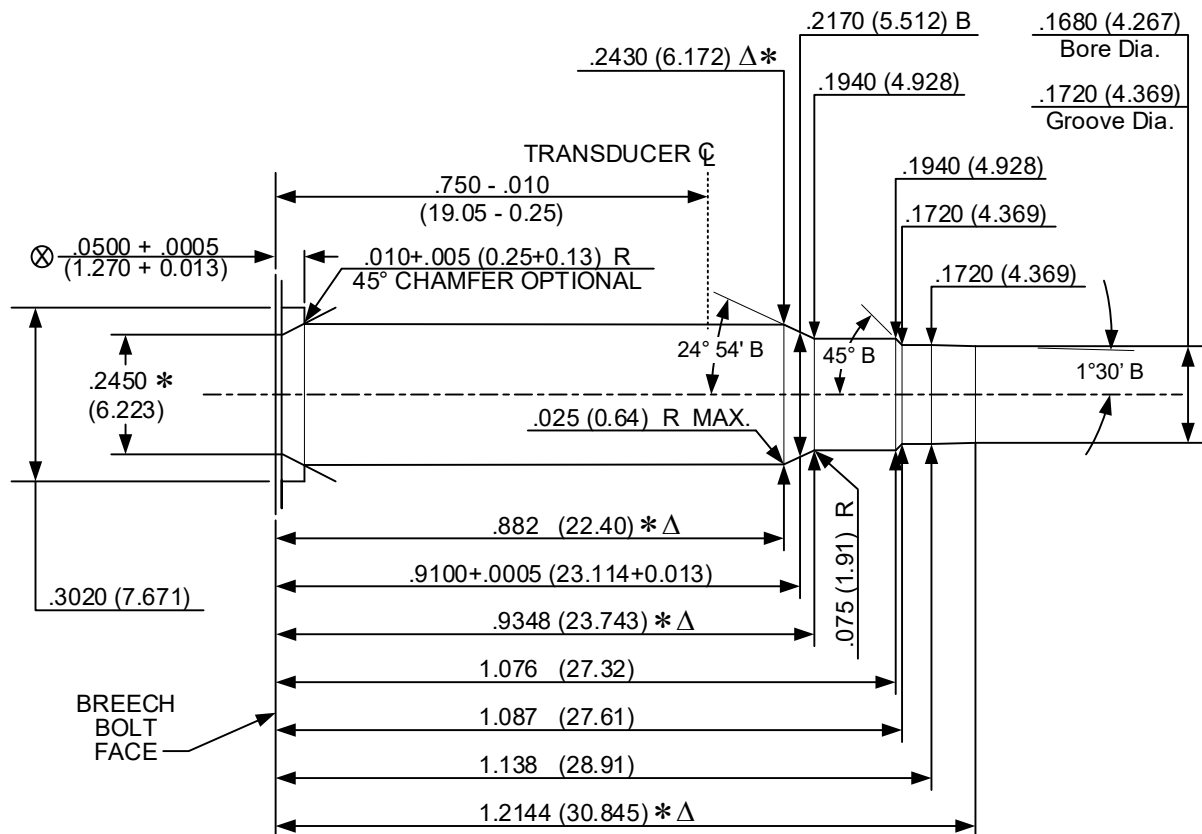 .2170 (5.512) B
.1680 (4.267)
Bore Dia.
.2430 (6.172) Δ*
.1940 (4.928)
.1720 (4.369)
Groove Dia.
TRANSDUCER ℄
.750 - .010
(19.05 - 0.25)
.1940 (4.928)
.1720 (4.369)
⊗ .0500 + .0005
(1.270 + 0.013)
.010+.005 (0.25+0.13) R
45° CHAMFER OPTIONAL
.1720 (4.369)
24° 54' B
45° B
1°30' B
.2450 *
(6.223)
.025 (0.64) R MAX.
.075 (1.91) R
.882 (22.40) * Δ
.9100+.0005 (23.114+0.013)
.3020 (7.671)
.9348 (23.743) * Δ
1.076 (27.32)
BREECH
BOLT
FACE
1.087 (27.61)
1.138 (28.91)
1.2144 (30.845) * Δ